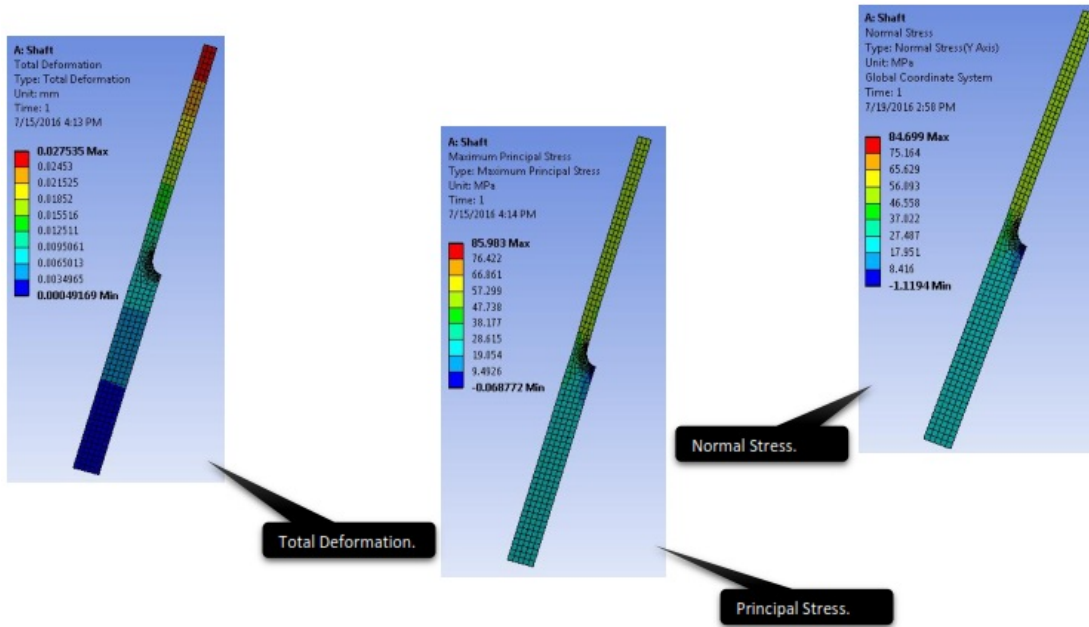 A: Shaft
Total Deformation
Type: Total Deformation
Unit: mm
Time: 1
7/15/2016 4:13 PM
0.027535 Max
0.02453
0.021525
0.01852
0.015516
0.012511
0.0095061
0.0065013
0.0034965
0.00049169 Min
Total Deformation.
A: Shaft
Maximum Principal Stress
Type: Maximum Principal Stress
Unit: MPa
Time: 1
7/15/2016 4:14 PM
85.983 Max
76.422
66.861
57.299
47.738
38.177
28.615
19.054
9.4926
-0.068772 Min
Principal Stress.
A: Shaft
Normal Stress
Type: Normal Stress(Y Axis)
Unit: MPa
Global Coordinate System
Time: 1
7/19/2016 2:58 PM
84.699 Max
75.164
65.629
56.093
46.558
37.022
27.487
17.951
8.416
-1.1194 Min
Normal Stress.